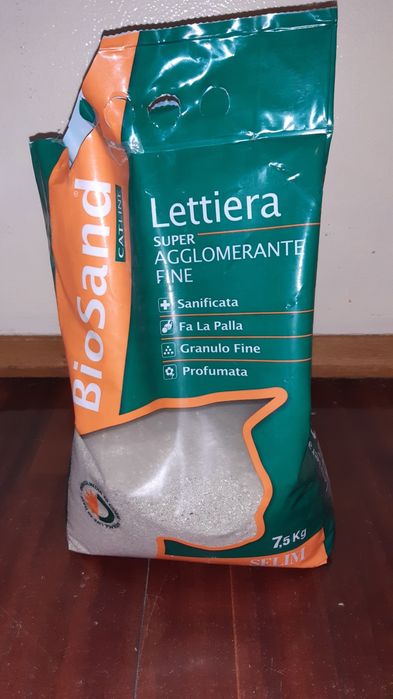 BioSand
CATLINE
Lettiera
SUPER
AGGLOMERANTE
FINE
Sanificata
Fa La Palla
Granulo Fine
Profumata
7,5 Kg
SELIM